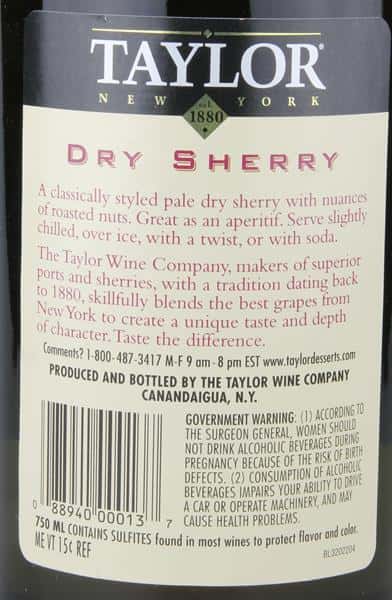 TAYLOR®
NEW YORK
est.
1880
DRY SHERRY
A classically styled pale dry sherry with nuances
of roasted nuts. Great as an aperitif. Serve slightly
chilled, over ice, with a twist, or with soda.
The Taylor Wine Company, makers of superior
ports and sherries, with a tradition dating back
to 1880, skillfully blends the best grapes from
New York to create a unique taste and depth
of character. Taste the difference.
Comments? 1-800-487-3417 M-F 9 am - 8 pm EST www.taylordesserts.com
PRODUCED AND BOTTLED BY THE TAYLOR WINE COMPANY
CANANDAIGUA, N.Y.
GOVERNMENT WARNING: (1) ACCORDING TO
THE SURGEON GENERAL, WOMEN SHOULD
NOT DRINK ALCOHOLIC BEVERAGES DURING
PREGNANCY BECAUSE OF THE RISK OF BIRTH
DEFECTS. (2) CONSUMPTION OF ALCOHOLIC
BEVERAGES IMPAIRS YOUR ABILITY TO DRIVE
A CAR OR OPERATE MACHINERY, AND MAY
CAUSE HEALTH PROBLEMS.
0 88940 00013 7
750 ML CONTAINS SULFITES found in most wines to protect flavor and color.
ME VT 15¢ REF
BL0202204